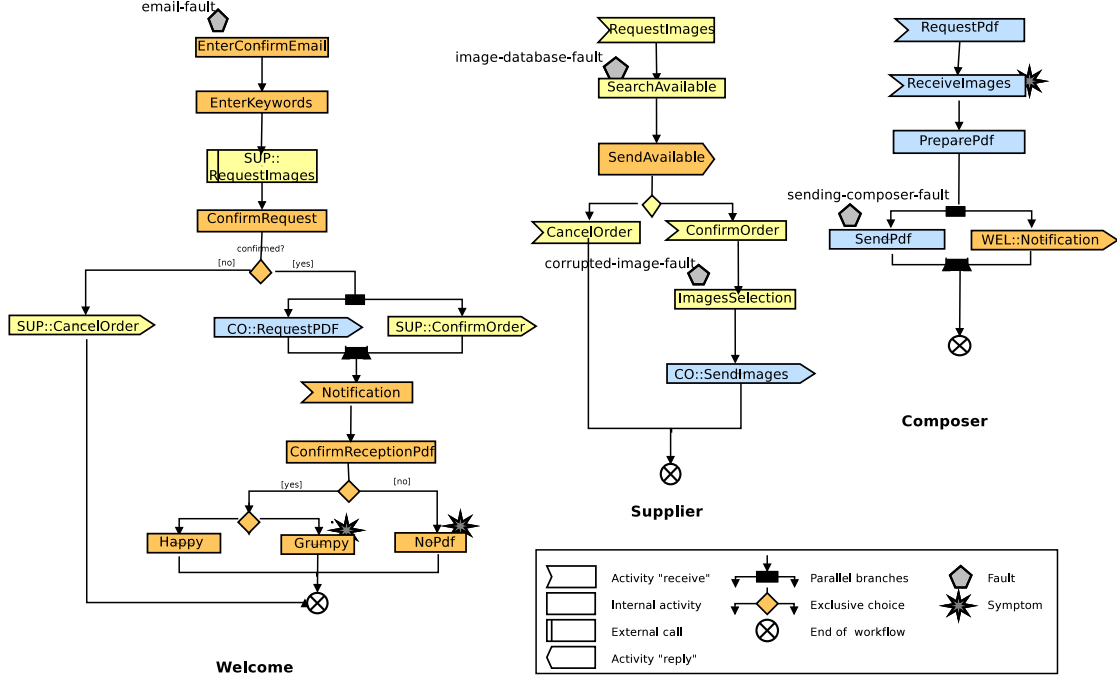 email-fault
EnterConfirmEmail
EnterKeywords
SUP::
RequestImages
ConfirmRequest
confirmed?
[no]
[yes]
SUP::CancelOrder
CO::RequestPDF
SUP::ConfirmOrder
Notification
ConfirmReceptionPdf
[yes]
[no]
Happy
Grumpy
NoPdf
Welcome
RequestImages
image-database-fault
SearchAvailable
SendAvailable
CancelOrder
ConfirmOrder
corrupted-image-fault
ImagesSelection
CO::SendImages
Supplier
RequestPdf
ReceiveImages
PreparePdf
sending-composer-fault
SendPdf
WEL::Notification
Composer
Activity "receive"
Parallel branches
Fault
Internal activity
Exclusive choice
Symptom
External call
End of workflow
Activity "reply"